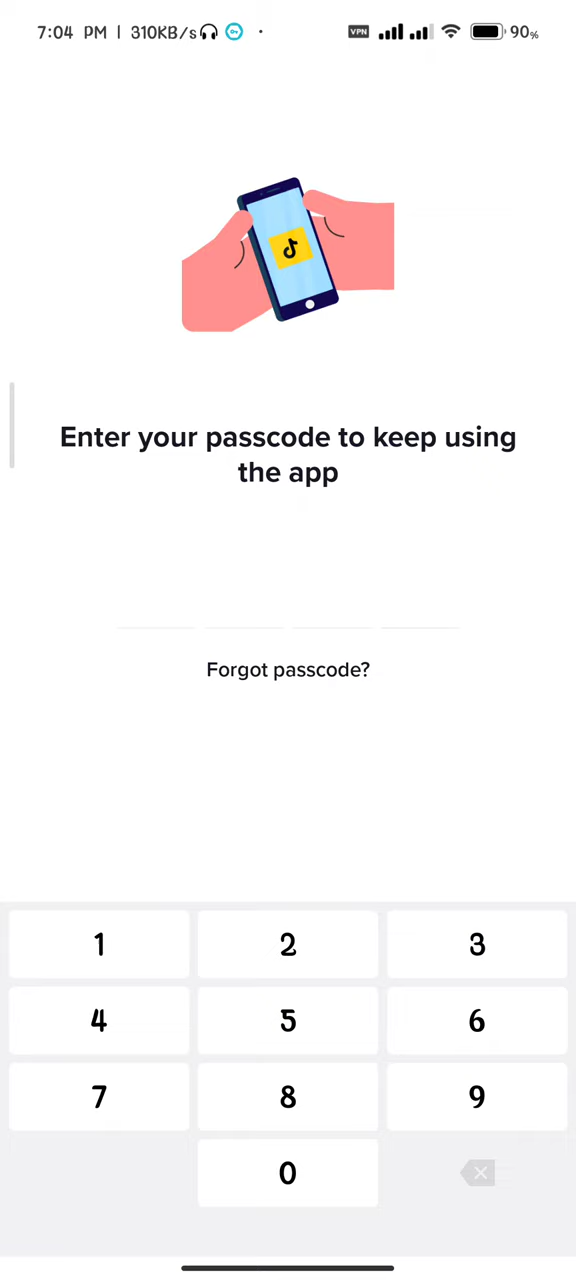 7:04 PM | 310KB/s VPN 90%
Enter your passcode to keep using
the app
Forgot passcode?
1 2 3
4 5 6
7 8 9
0